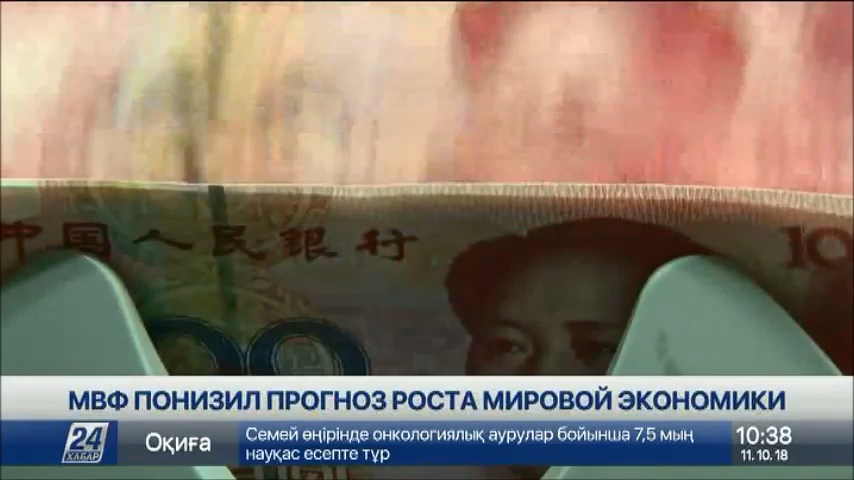 中国人民银行
10
МВФ ПОНИЗИЛ ПРОГНОЗ РОСТА МИРОВОЙ ЭКОНОМИКИ
24
ХАБАР
Оқиға
Семей өңірінде онкологиялық аурулар бойынша 7,5 мың
науқас есепте тұр
10:38
11.10.18